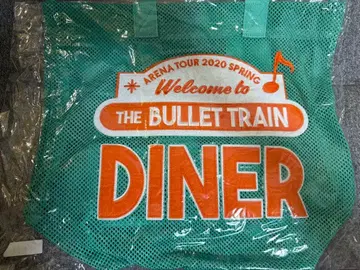 ARENA TOUR 2020 SPRING
Welcome to
THE BULLET TRAIN
DINER